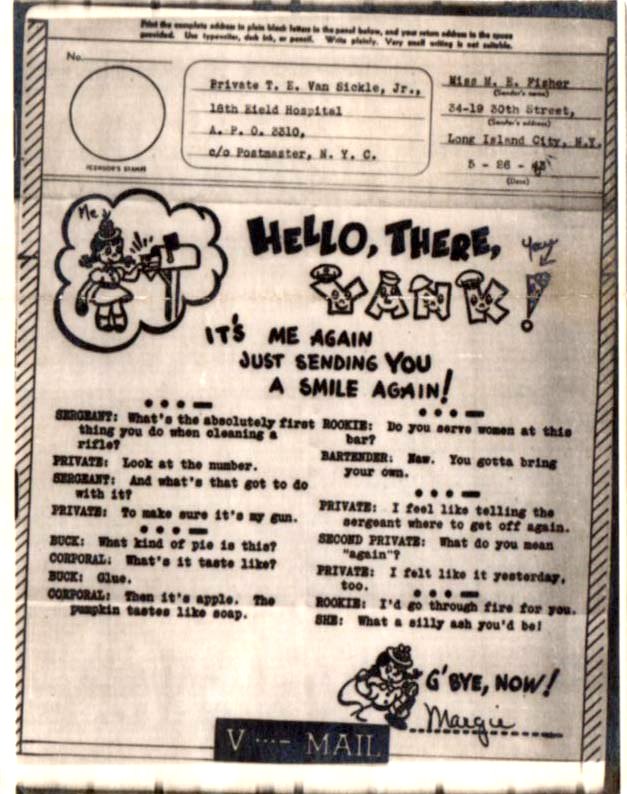 Print the complete address in plain block letters in the panel below, and your return address in the space
provided. Use typewriter, dark ink, or pencil. Write plainly. Very small writing is not suitable.
No.
(CENSOR'S STAMP)
Private T. E. Van Sickle, Jr.,
18th Field Hospital
A. P. O. 3310,
c/o Postmaster, N. Y. C.
Miss M. E. Fisher
(Sender's name)
34-19 30th Street,
(Sender's address)
Long Island City, N.Y.
5 - 26 -
(Date)
Me
HELLO, THERE,
You
YANK!
IT'S ME AGAIN
JUST SENDING YOU
A SMILE AGAIN!
SERGEANT: What's the absolutely first
thing you do when cleaning a
rifle?
PRIVATE: Look at the number.
SERGEANT: And what's that got to do
with it?
PRIVATE: To make sure it's my gun.
BUCK: What kind of pie is this?
CORPORAL: What's it taste like?
BUCK: Glue.
CORPORAL: Then it's apple. The
pumpkin tastes like soap.
ROOKIE: Do you serve women at this
bar?
BARTENDER: Naw. You gotta bring
your own.
PRIVATE: I feel like telling the
sergeant where to get off again.
SECOND PRIVATE: What do you mean
"again"?
PRIVATE: I felt like it yesterday,
too.
ROOKIE: I'd go through fire for you.
SHE: What a silly ash you'd be!
G'BYE, NOW!
Margie
V ...- MAIL